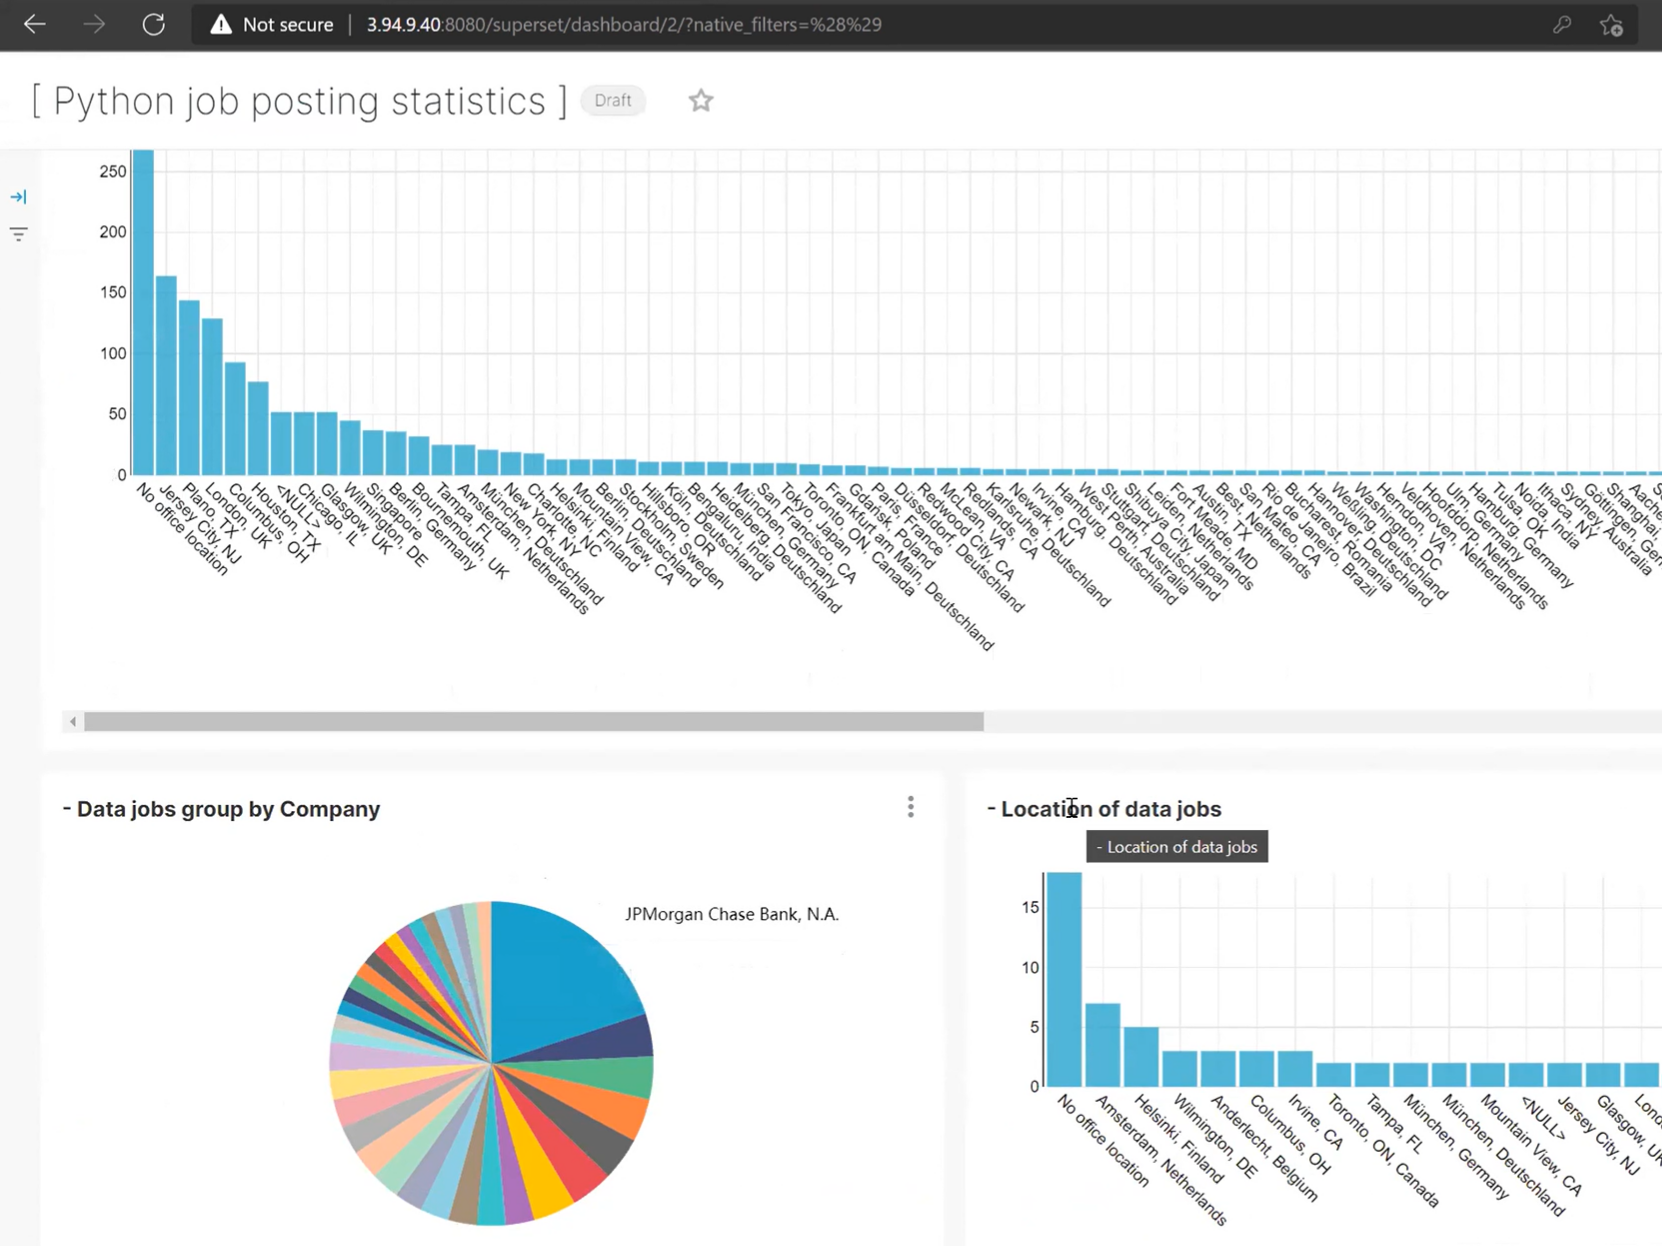 Not secure | 3.94.9.40:8080/superset/dashboard/2/?native_filters=%28%29
[ Python job posting statistics ] Draft
250
200
150
100
50
0
No office location
Jersey City, NJ
Plano, TX
London, UK
Columbus, OH
Houston, TX
<NULL>
Chicago, IL
Glasgow, UK
Wilmington, DE
Singapore
Berlin, Germany
Bournemouth, UK
Tampa, FL
Amsterdam, Netherlands
München, Deutschland
New York, NY
Charlotte, NC
Helsinki, Finland
Mountain View, CA
Berlin, Deutschland
Stockholm, Sweden
Hillsboro, OR
Köln, Deutschland
Bengaluru, India
Heidelberg, Deutschland
München, Germany
San Francisco, CA
Tokyo, Japan
Toronto, ON, Canada
Frankfurt am Main, Deutschland
Gdańsk, Poland
Paris, France
Düsseldorf, Deutschland
Redwood City, CA
McLean, VA
Redlands, CA
Karlsruhe, Deutschland
Newark, NJ
Irvine, CA
Hamburg, Deutschland
West Perth, Australia
Stuttgart, Deutschland
Shibuya City, Japan
Leiden, Netherlands
Fort Meade, MD
Austin, TX
Best, Netherlands
San Mateo, CA
Rio de Janeiro, Brazil
Bucharest, Romania
Hannover, Deutschland
Weßling, Deutschland
Washington, DC
Herndon, VA
Veldhoven, Netherlands
Hoofddorp, Netherlands
Ulm, Germany
Hamburg, Germany
Tulsa, OK
Noida, India
Ithaca, NY
Sydney, Australia
Göttingen, Ger
Aache
Shanghai,
- Data jobs group by Company
JPMorgan Chase Bank, N.A.
- Location of data jobs
- Location of data jobs
15
10
5
0
No office location
Amsterdam, Netherlands
Helsinki, Finland
Wilmington, DE
Anderlecht, Belgium
Columbus, OH
Irvine, CA
Toronto, ON, Canada
Tampa, FL
München, Germany
München, Deutschland
Mountain View, CA
<NULL>
Jersey City, NJ
Glasgow, UK
Lond